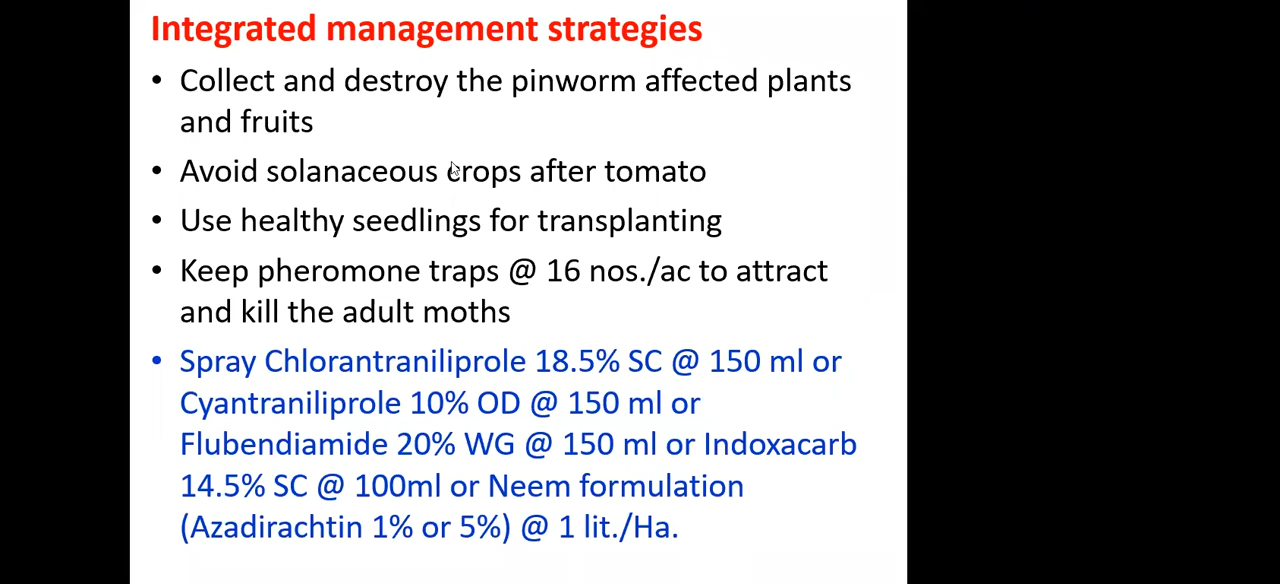 Integrated management strategies
• Collect and destroy the pinworm affected plants
and fruits
• Avoid solanaceous crops after tomato
• Use healthy seedlings for transplanting
• Keep pheromone traps @ 16 nos./ac to attract
and kill the adult moths
• Spray Chlorantraniliprole 18.5% SC @ 150 ml or
Cyantraniliprole 10% OD @ 150 ml or
Flubendiamide 20% WG @ 150 ml or Indoxacarb
14.5% SC @ 100ml or Neem formulation
(Azadirachtin 1% or 5%) @ 1 lit./Ha.